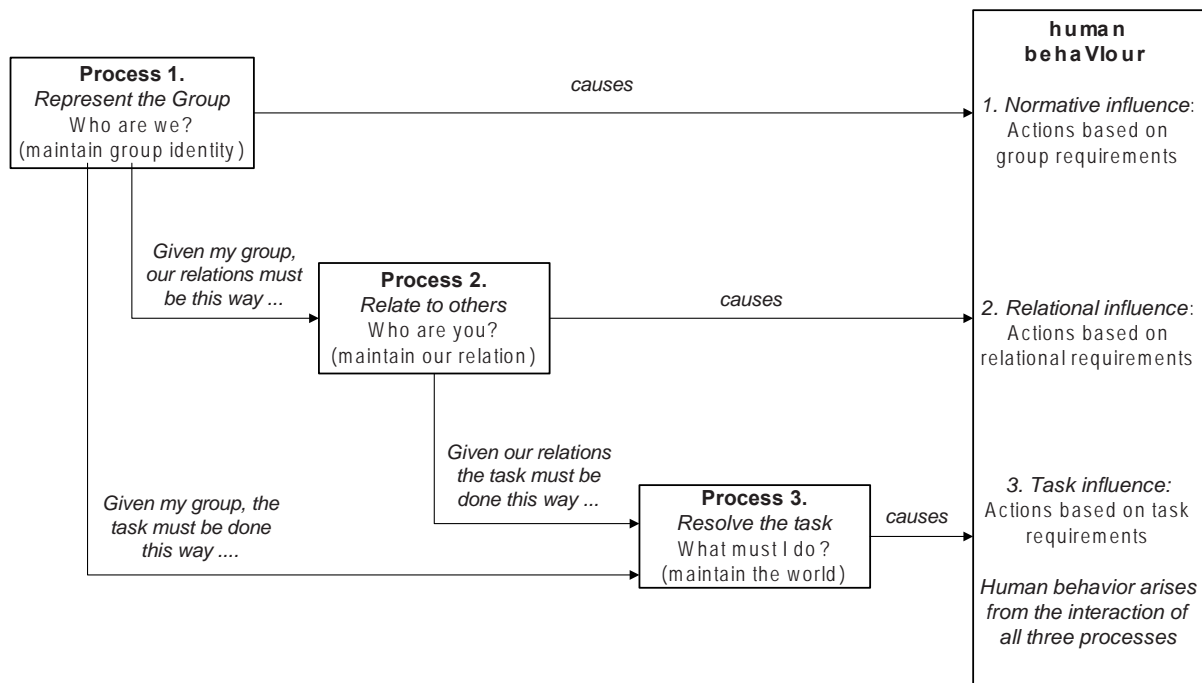 human
behaVIour
Process 1.
Represent the Group
Who are we?
(maintain group identity)
causes
1. Normative influence:
Actions based on
group requirements
Given my group,
our relations must
be this way ...
Process 2.
Relate to others
Who are you?
(maintain our relation)
causes
2. Relational influence:
Actions based on
relational requirements
Given our relations
the task must be
done this way ...
Given my group, the
task must be done
this way ....
Process 3.
Resolve the task
What must I do?
(maintain the world)
causes
3. Task influence:
Actions based on task
requirements
Human behavior arises
from the interaction of
all three processes